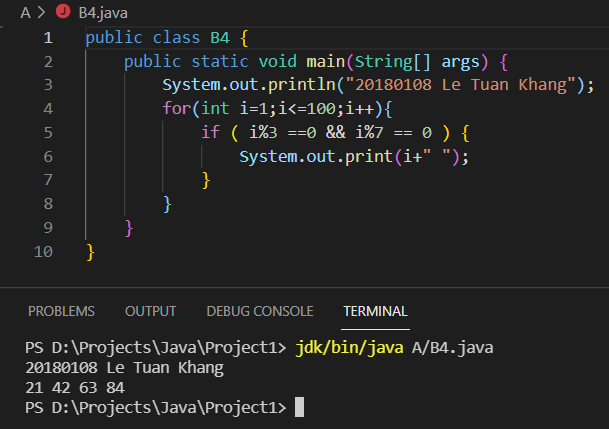 A > B4.java
1 public class B4 {
2     public static void main(String[] args) {
3         System.out.println("20180108 Le Tuan Khang");
4         for(int i=1;i<=100;i++){
5             if ( i%3 ==0 && i%7 == 0 ) {
6                 System.out.print(i+" ");
7             }
8         }
9     }
10 }
PROBLEMS OUTPUT DEBUG CONSOLE TERMINAL
PS D:\Projects\Java\Project1> jdk/bin/java A/B4.java
20180108 Le Tuan Khang
21 42 63 84
PS D:\Projects\Java\Project1>